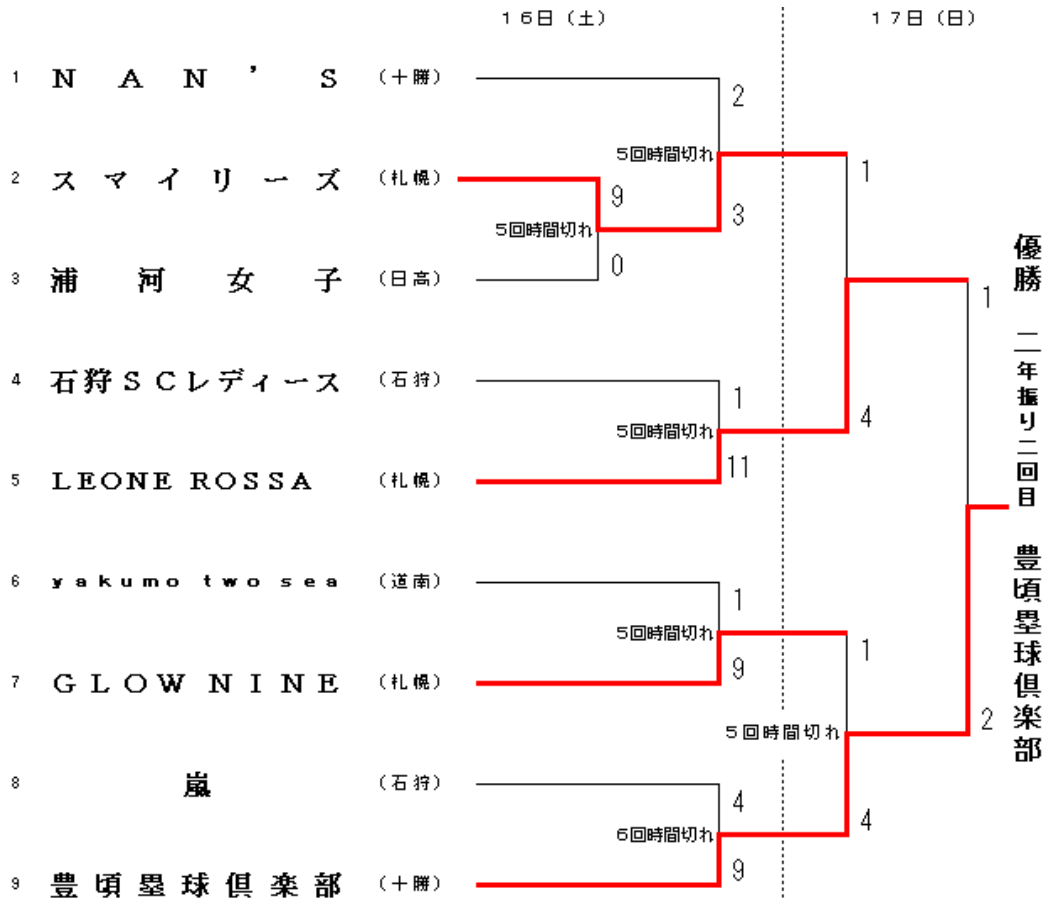 16日(土) 17日(日)
1 NAN'S (十勝)
2
5回時間切れ 1
2 スマイリーズ (札幌)
9 3
5回時間切れ
0
3 浦河女子 (日高)
1
4 石狩SCレディース (石狩)
1
5回時間切れ 4
5 LEONE ROSSA (札幌)
11
6 yakumo two sea (道南)
1
5回時間切れ 1
7 GLOW NINE (札幌)
9
5回時間切れ 2
8 嵐 (石狩)
4
6回時間切れ 4
9 豊頃塁球倶楽部 (十勝)
9
優勝 二年振り二回目 豊頃塁球倶楽部